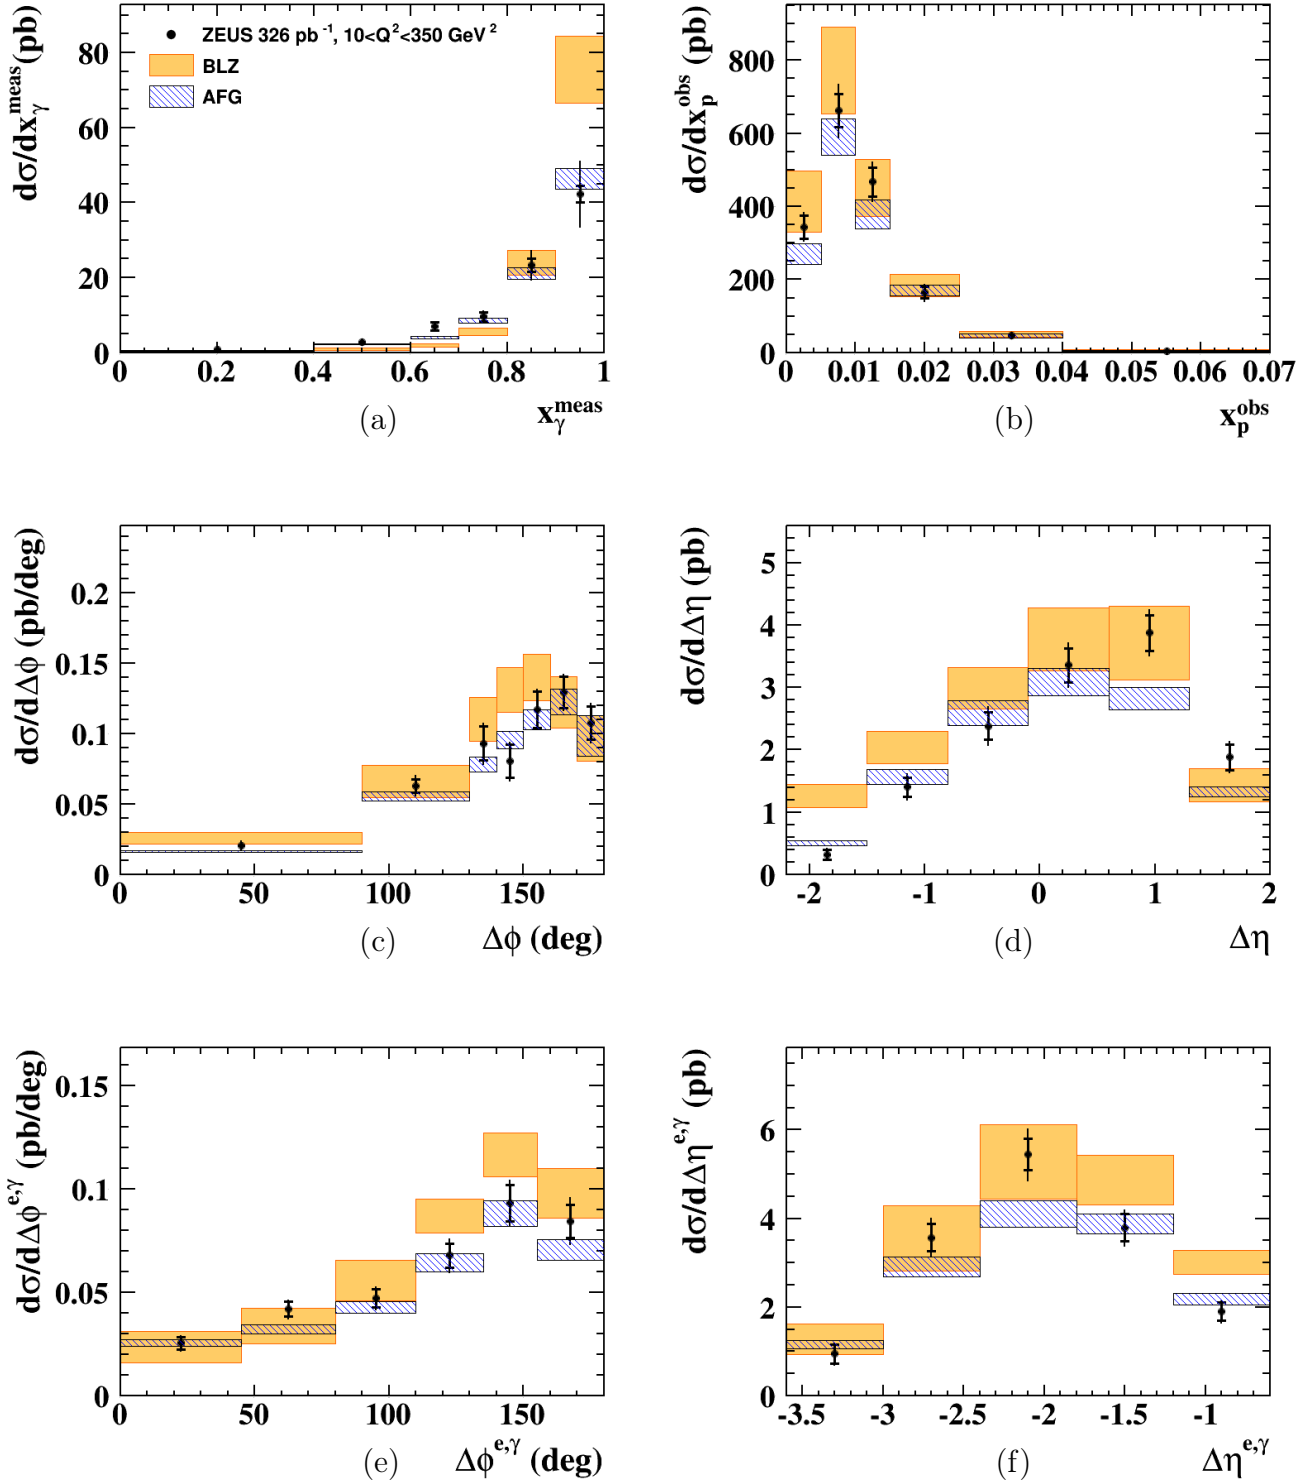 dσ/dx_γ^meas (pb)
80
60
40
20
0
ZEUS 326 pb⁻¹, 10<Q²<350 GeV²
BLZ
AFG
0 0.2 0.4 0.6 0.8 1
x_γ^meas
(a)
dσ/dx_p^obs (pb)
800
600
400
200
0
0 0.01 0.02 0.03 0.04 0.05 0.06 0.07
x_p^obs
(b)
dσ/dΔφ (pb/deg)
0.2
0.15
0.1
0.05
0
0 50 100 150
Δφ (deg)
(c)
dσ/dΔη (pb)
5
4
3
2
1
0
-2 -1 0 1 2
Δη
(d)
dσ/dΔφ^e,γ (pb/deg)
0.15
0.1
0.05
0
0 50 100 150
Δφ^e,γ (deg)
(e)
dσ/dΔη^e,γ (pb)
6
4
2
0
-3.5 -3 -2.5 -2 -1.5 -1
Δη^e,γ
(f)